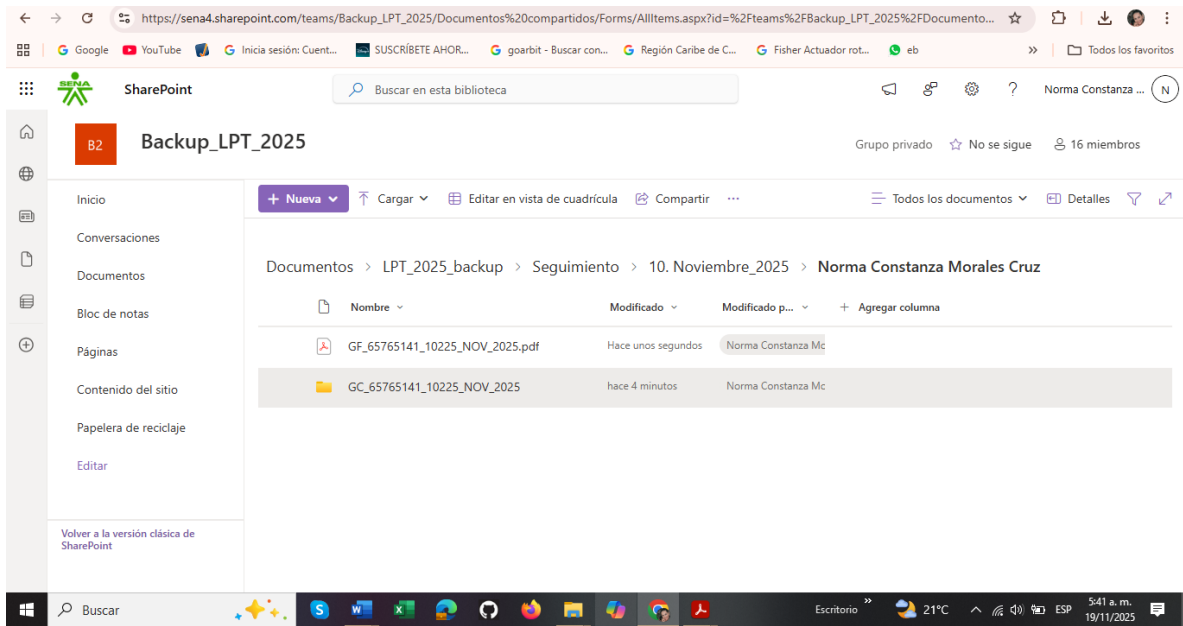 https://sena4.sharepoint.com/teams/Backup_LPT_2025/Documentos%20compartidos/Forms/AllItems.aspx?id=%2Fteams%2FBackup_LPT_2025%2FDocumento...
Google YouTube Inicia sesión: Cuent... SUSCRÍBETE AHOR... goarbit - Buscar con... Región Caribe de C... Fisher Actuador rot... eb » Todos los favoritos
SENA SharePoint Buscar en esta biblioteca ? Norma Constanza ... N
B2 Backup_LPT_2025 Grupo privado No se sigue 16 miembros
Inicio
Conversaciones
Documentos
Bloc de notas
Páginas
Contenido del sitio
Papelera de reciclaje
Editar
Volver a la versión clásica de
SharePoint
+ Nueva Cargar Editar en vista de cuadrícula Compartir ... Todos los documentos Detalles
Documentos > LPT_2025_backup > Seguimiento > 10. Noviembre_2025 > Norma Constanza Morales Cruz
Nombre Modificado Modificado p... + Agregar columna
GF_65765141_10225_NOV_2025.pdf Hace unos segundos Norma Constanza Mc
GC_65765141_10225_NOV_2025 hace 4 minutos Norma Constanza Mc
Buscar Escritorio » 21°C ESP 5:41 a. m.
19/11/2025